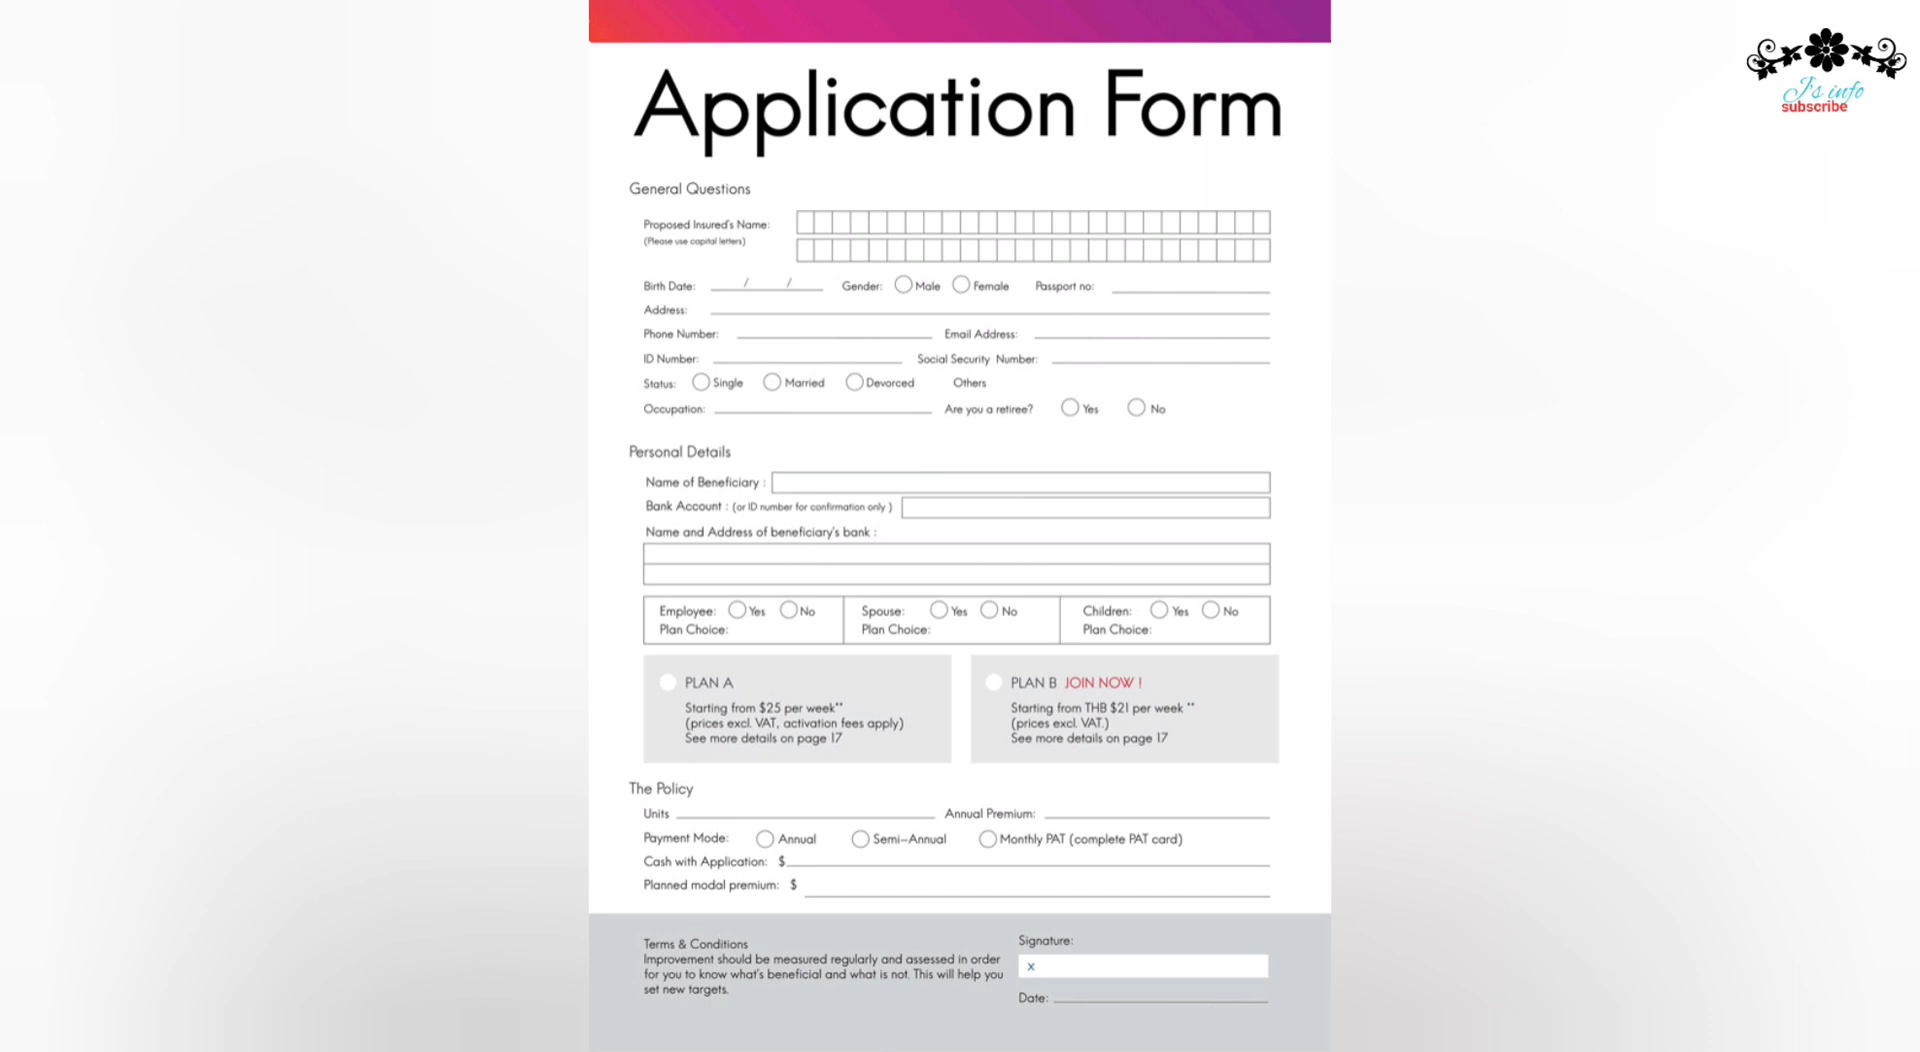 Application Form
J's info
subscribe
General Questions
Proposed Insured's Name:
(Please use capital letters)
Birth Date: / / Gender: Male Female Passport no:
Address:
Phone Number: Email Address:
ID Number: Social Security Number:
Status: Single Married Devorced Others
Occupation: Are you a retiree? Yes No
Personal Details
Name of Beneficiary :
Bank Account : (or ID number for confirmation only )
Name and Address of beneficiary's bank :
Employee: Yes No Spouse: Yes No Children: Yes No
Plan Choice: Plan Choice: Plan Choice:
PLAN A
Starting from $25 per week**
(prices excl. VAT, activation fees apply)
See more details on page 17
PLAN B JOIN NOW !
Starting from THB $21 per week **
(prices excl. VAT.)
See more details on page 17
The Policy
Units Annual Premium:
Payment Mode: Annual Semi-Annual Monthly PAT (complete PAT card)
Cash with Application: $
Planned modal premium: $
Terms & Conditions
Improvement should be measured regularly and assessed in order
for you to know what's beneficial and what is not. This will help you
set new targets.
Signature:
x
Date: